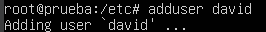 root@prueba:/etc# adduser david
Adding user `david' ...